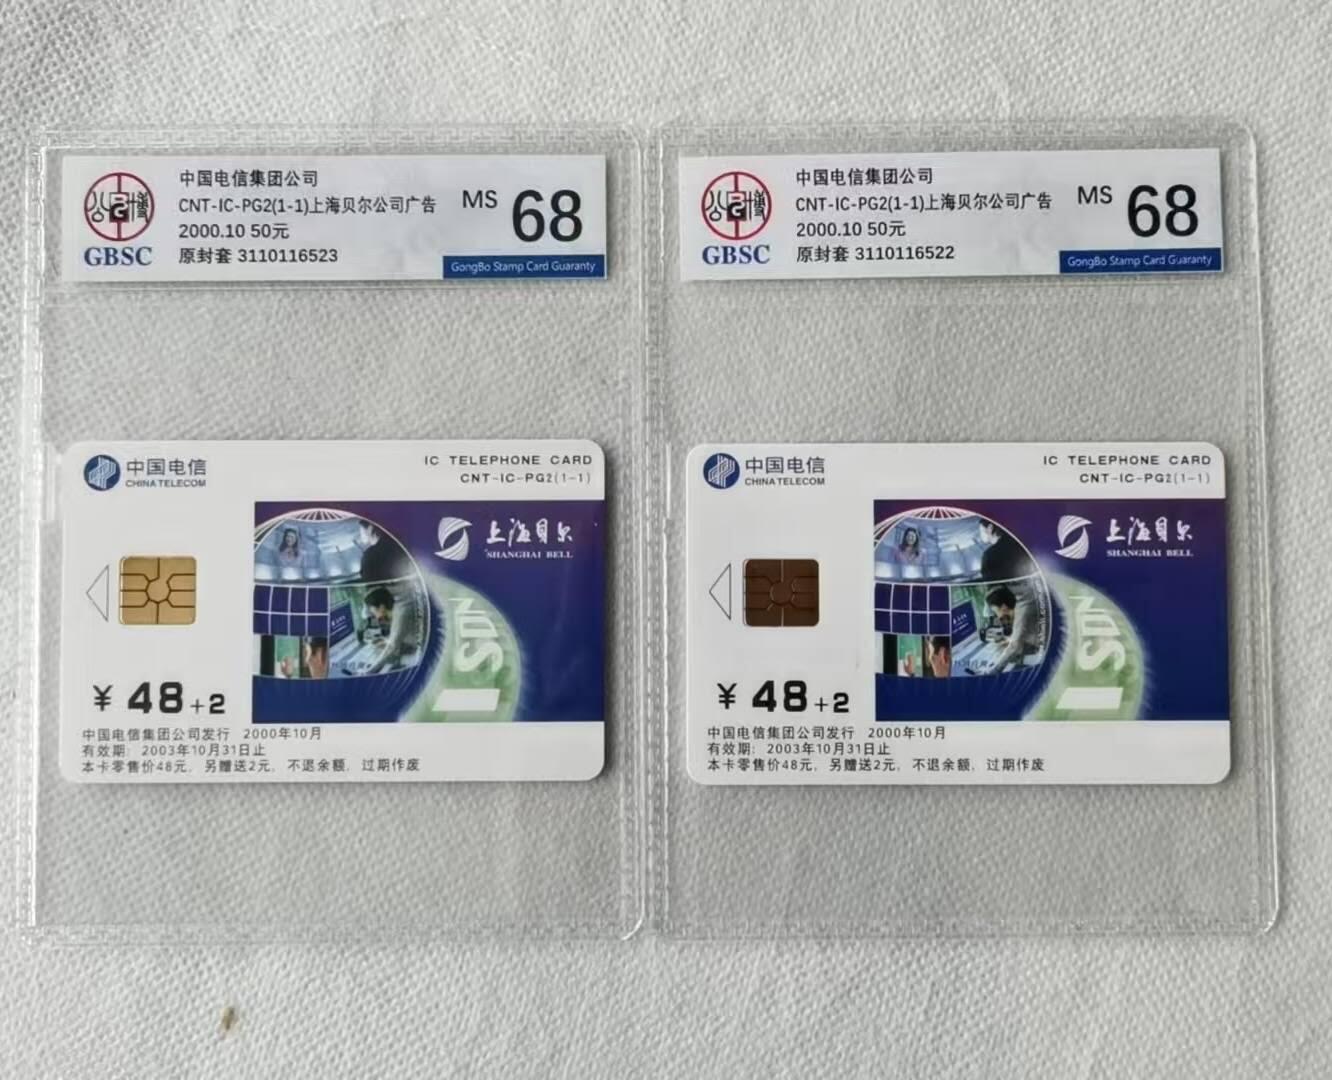 中国电信集团公司
CNT-IC-PG2(1-1)上海贝尔公司广告
2000.10 50元
原封套 3110116523
MS 68
GBSC
GongBo Stamp Card Guaranty
中国电信
CHINA TELECOM
IC TELEPHONE CARD
CNT-IC-PG2(1-1)
上海贝尔
SHANGHAI BELL
ISDN
¥ 48+2
中国电信集团公司发行 2000年10月
有效期: 2003年10月31日止
本卡零售价48元, 另赠送2元, 不退余额, 过期作废
中国电信集团公司
CNT-IC-PG2(1-1)上海贝尔公司广告
2000.10 50元
原封套 3110116522
MS 68
GBSC
GongBo Stamp Card Guaranty
中国电信
CHINA TELECOM
IC TELEPHONE CARD
CNT-IC-PG2(1-1)
上海贝尔
SHANGHAI BELL
ISDN
¥ 48+2
中国电信集团公司发行 2000年10月
有效期: 2003年10月31日止
本卡零售价48元, 另赠送2元, 不退余额, 过期作废